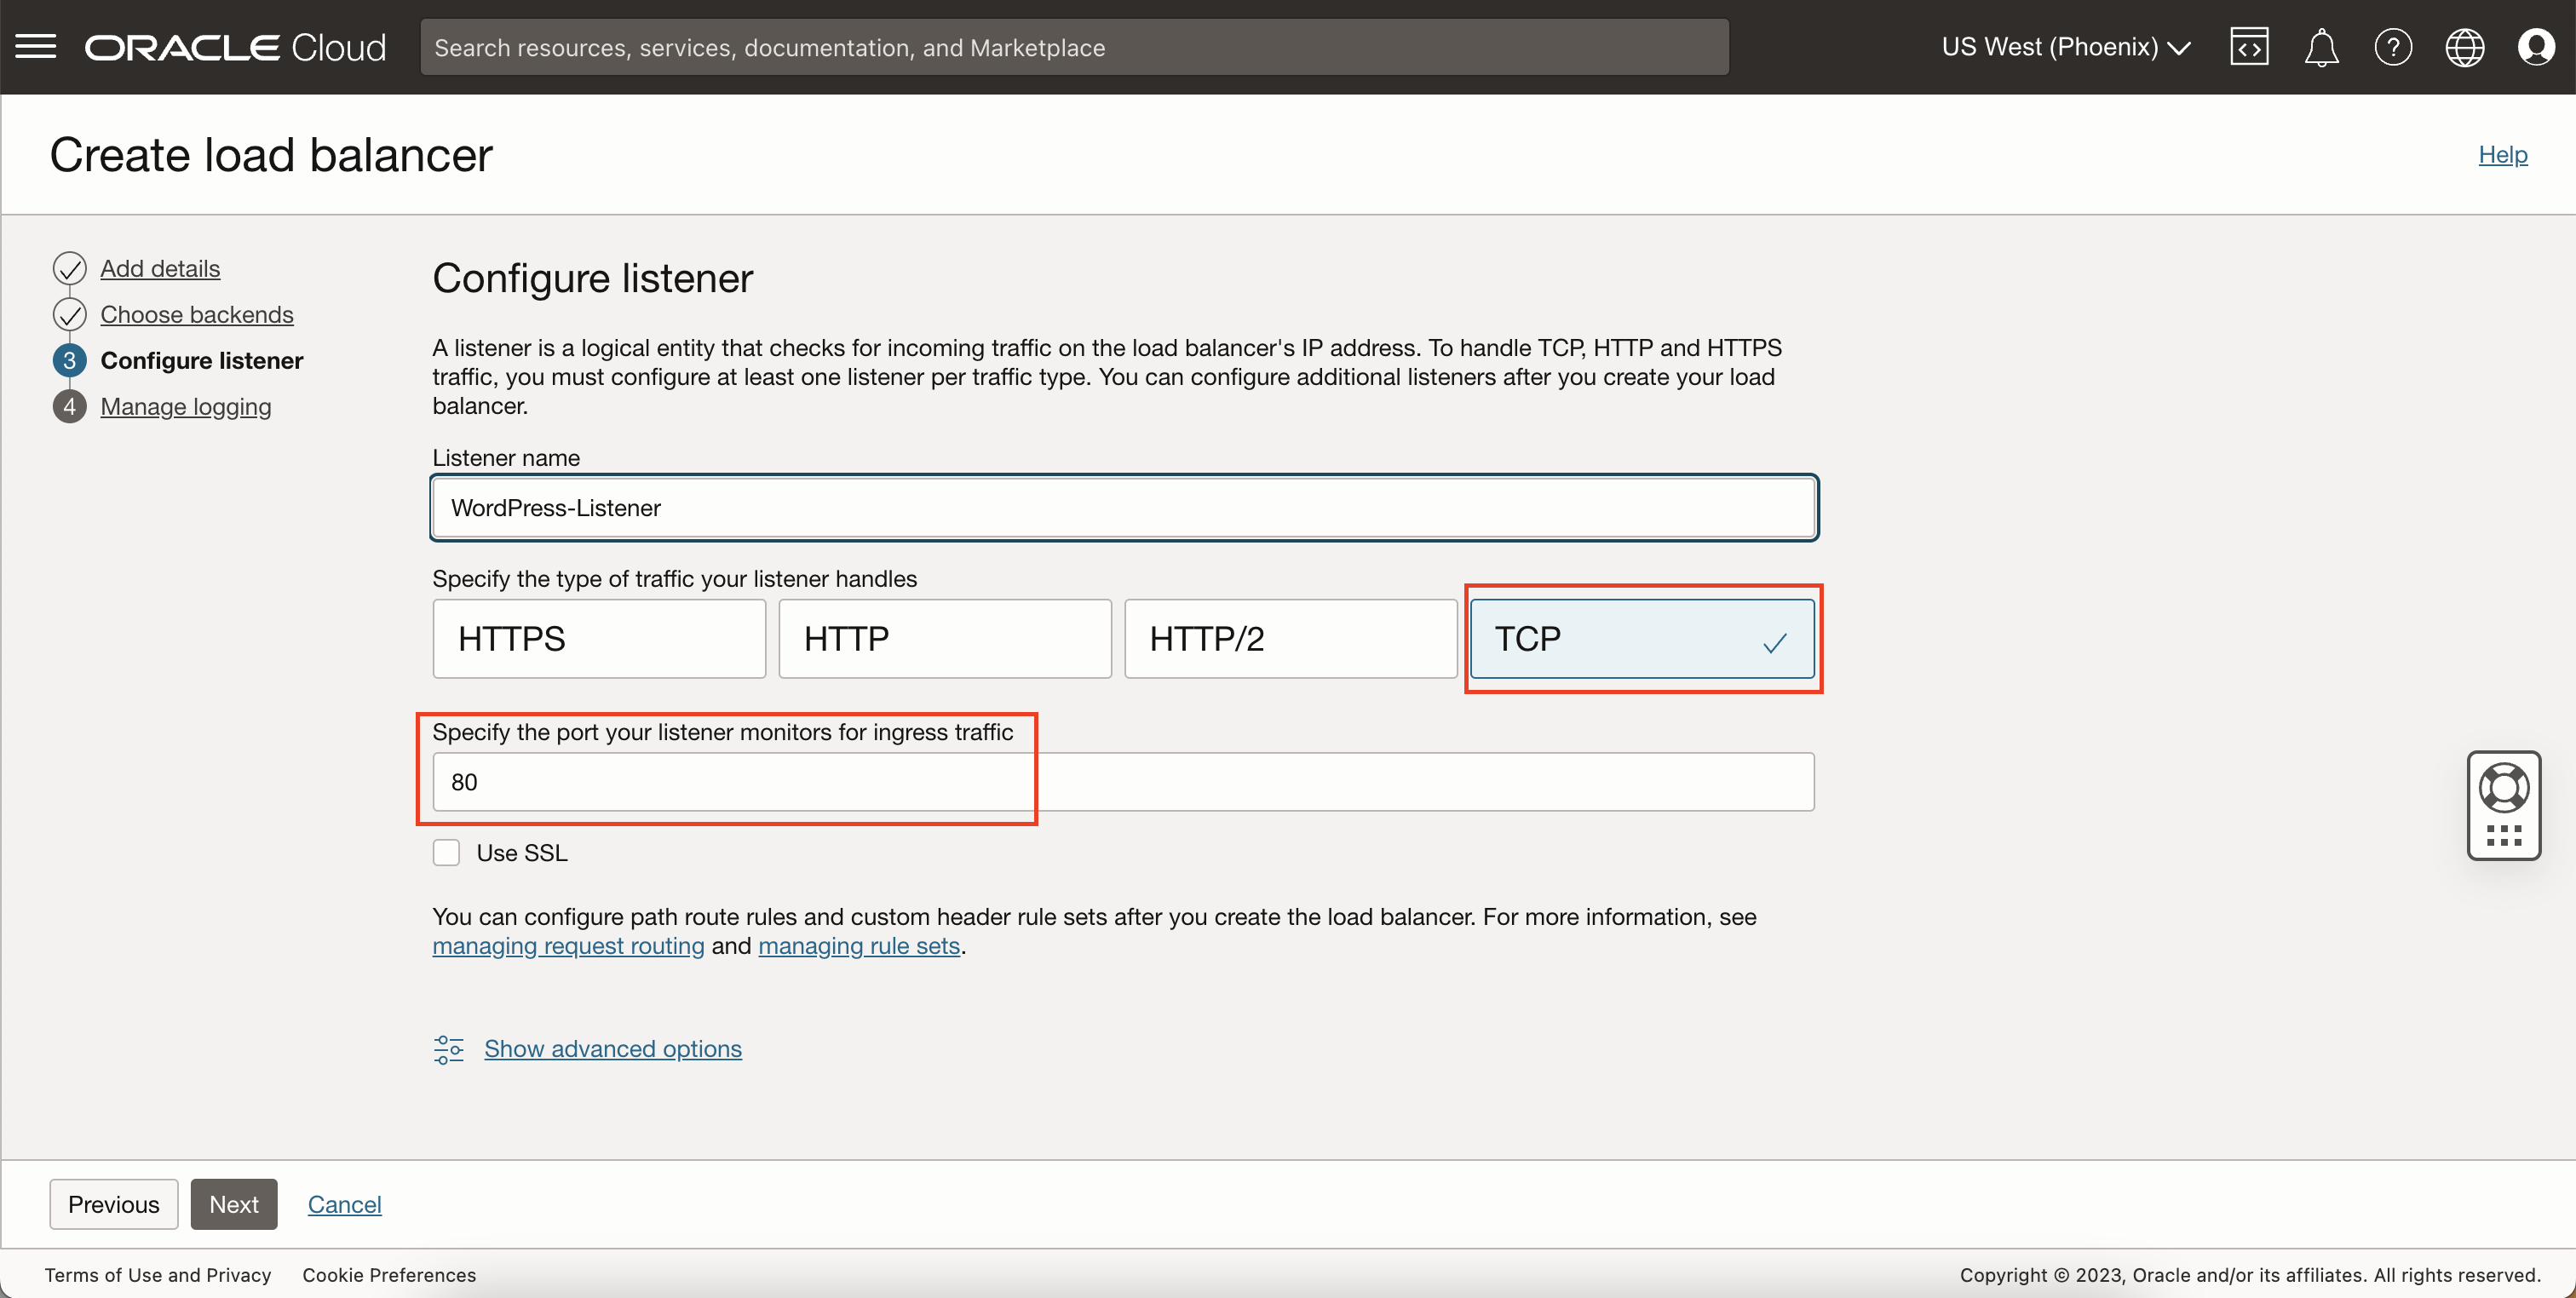 ORACLE Cloud
Search resources, services, documentation, and Marketplace
US West (Phoenix)
Create load balancer
Help
Add details
Choose backends
3 Configure listener
4 Manage logging
Configure listener
A listener is a logical entity that checks for incoming traffic on the load balancer's IP address. To handle TCP, HTTP and HTTPS
traffic, you must configure at least one listener per traffic type. You can configure additional listeners after you create your load
balancer.
Listener name
WordPress-Listener
Specify the type of traffic your listener handles
HTTPS
HTTP
HTTP/2
TCP
Specify the port your listener monitors for ingress traffic
80
Use SSL
You can configure path route rules and custom header rule sets after you create the load balancer. For more information, see
managing request routing and managing rule sets.
Show advanced options
Previous
Next
Cancel
Terms of Use and Privacy
Cookie Preferences
Copyright © 2023, Oracle and/or its affiliates. All rights reserved.